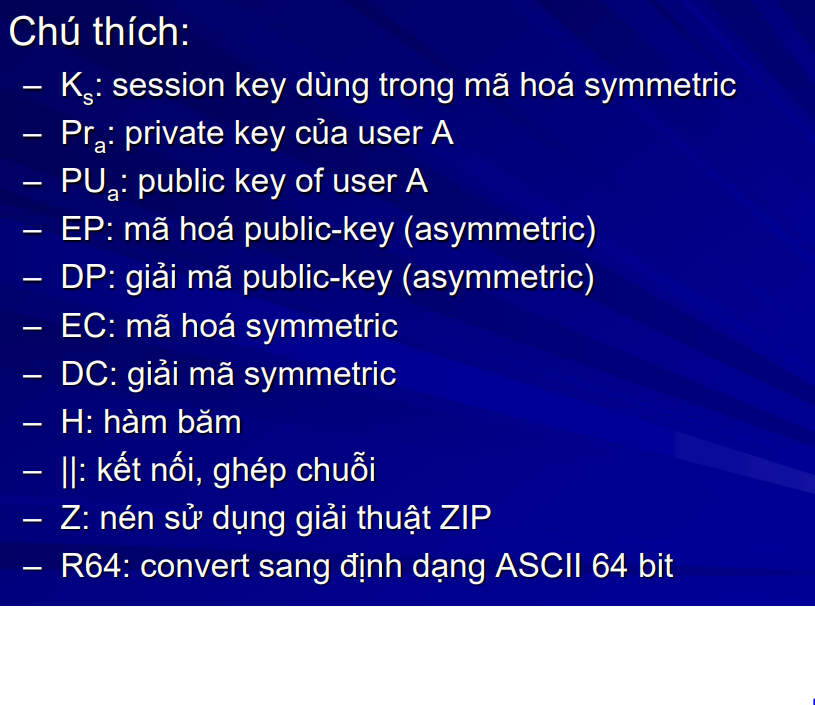 Chú thích:
– Ks: session key dùng trong mã hoá symmetric
– Pra: private key của user A
– PUa: public key of user A
– EP: mã hoá public-key (asymmetric)
– DP: giải mã public-key (asymmetric)
– EC: mã hoá symmetric
– DC: giải mã symmetric
– H: hàm băm
– ||: kết nối, ghép chuỗi
– Z: nén sử dụng giải thuật ZIP
– R64: convert sang định dạng ASCII 64 bit